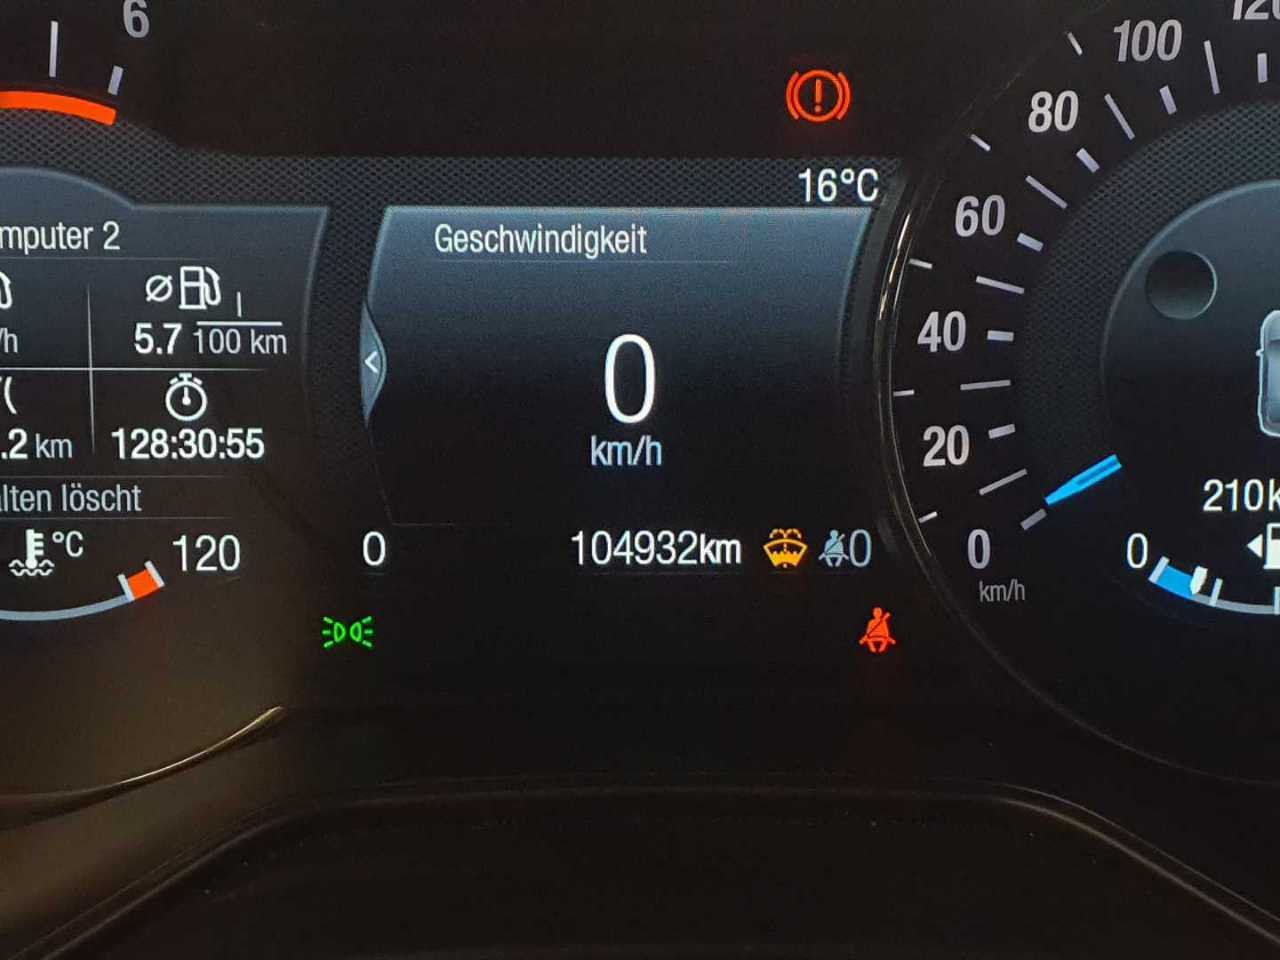 6
120
100
80
16°C
60
mputer 2
Geschwindigkeit
5.7 100 km
/h
40
0
km/h
.2 km
128:30:55
20
lten löscht
210k
°C
120
0
104932km
0
0
km/h
0